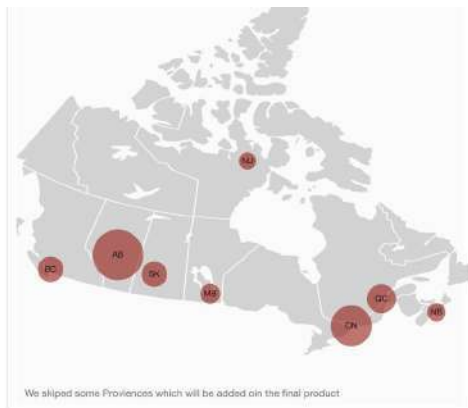 NU
AB
BC
SK
MB
QC
NS
ON
We skiped some Proviences which will be added oin the final product